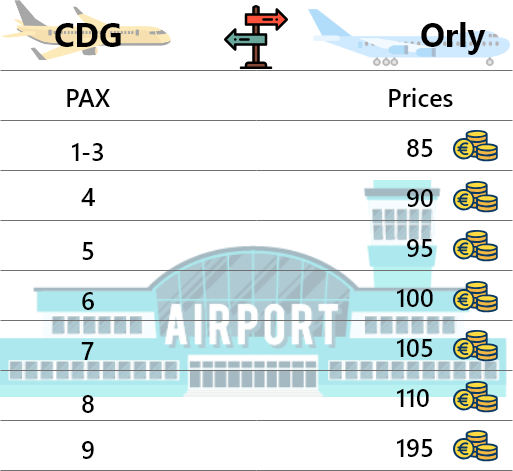 CDG Orly
PAX Prices
1-3 85 €
4 90 €
5 95 €
6 100 €
AIRPORT
7 105 €
8 110 €
9 195 €